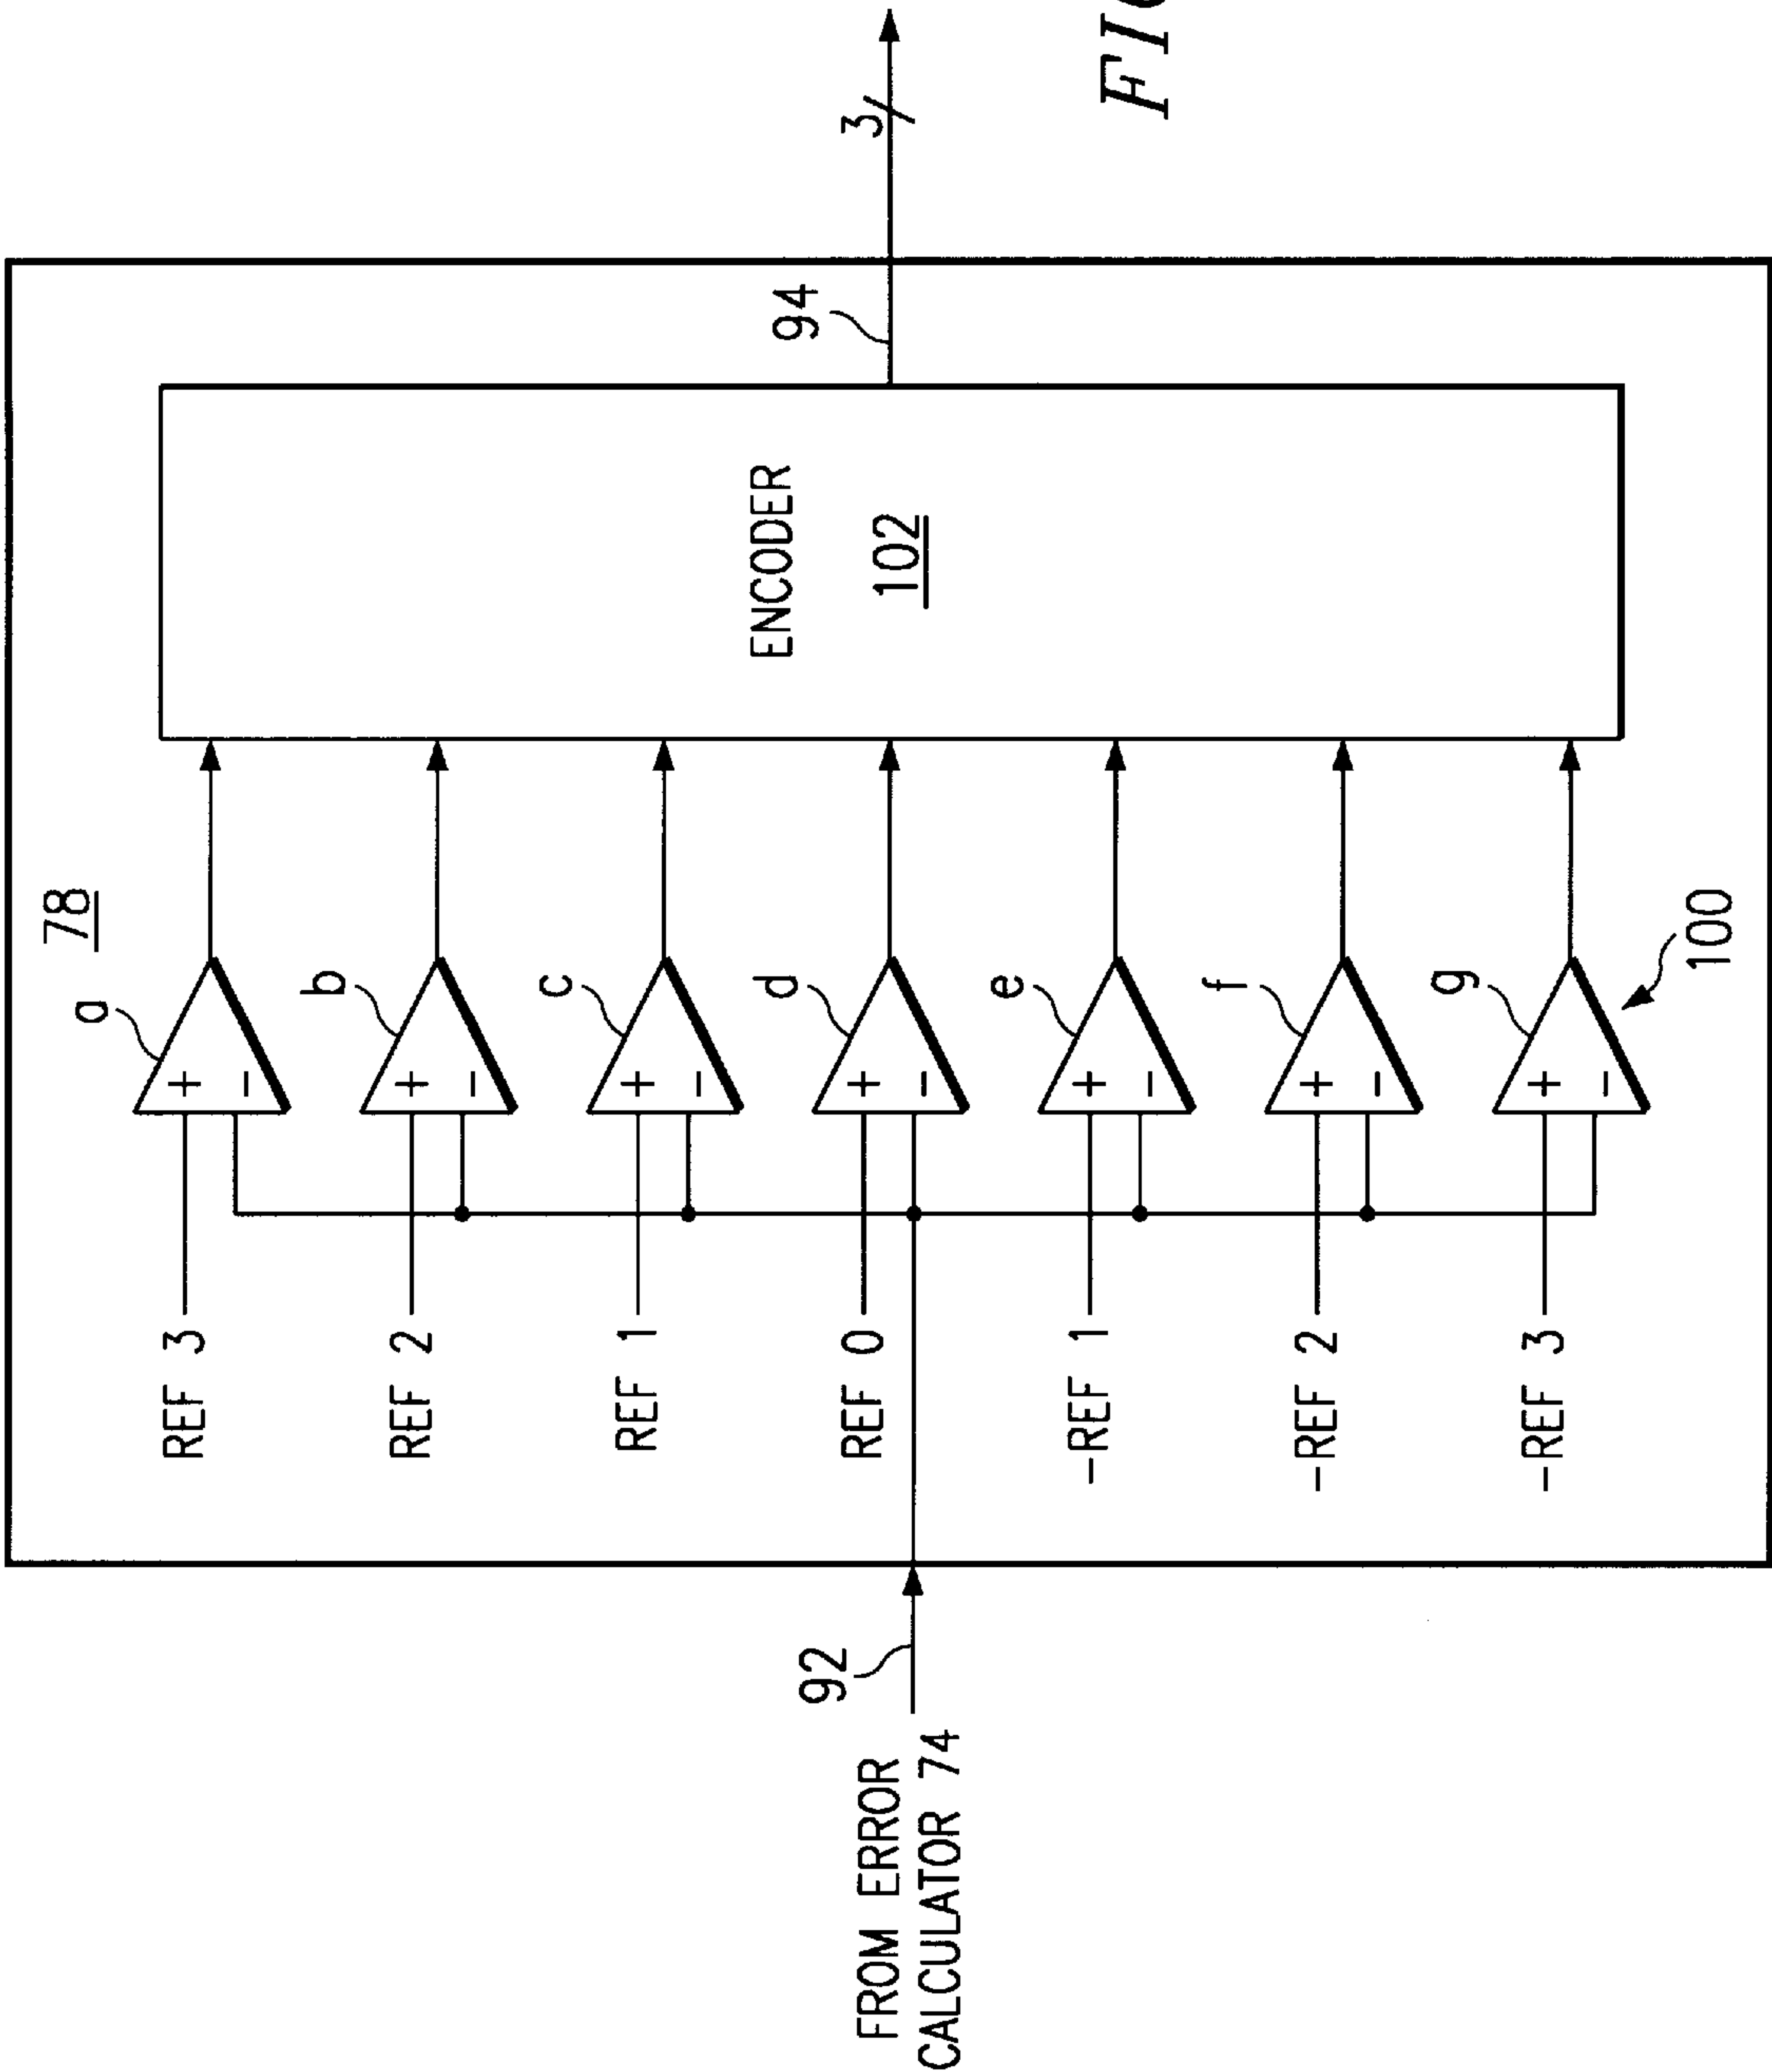 78
a
b
c
d
e
f
g
+
−
+
−
+
−
+
−
+
−
+
−
+
−
REF 3
REF 2
REF 1
REF 0
-REF 1
-REF 2
-REF 3
100
ENCODER
102
92
94
3
FROM ERROR
CALCULATOR 74